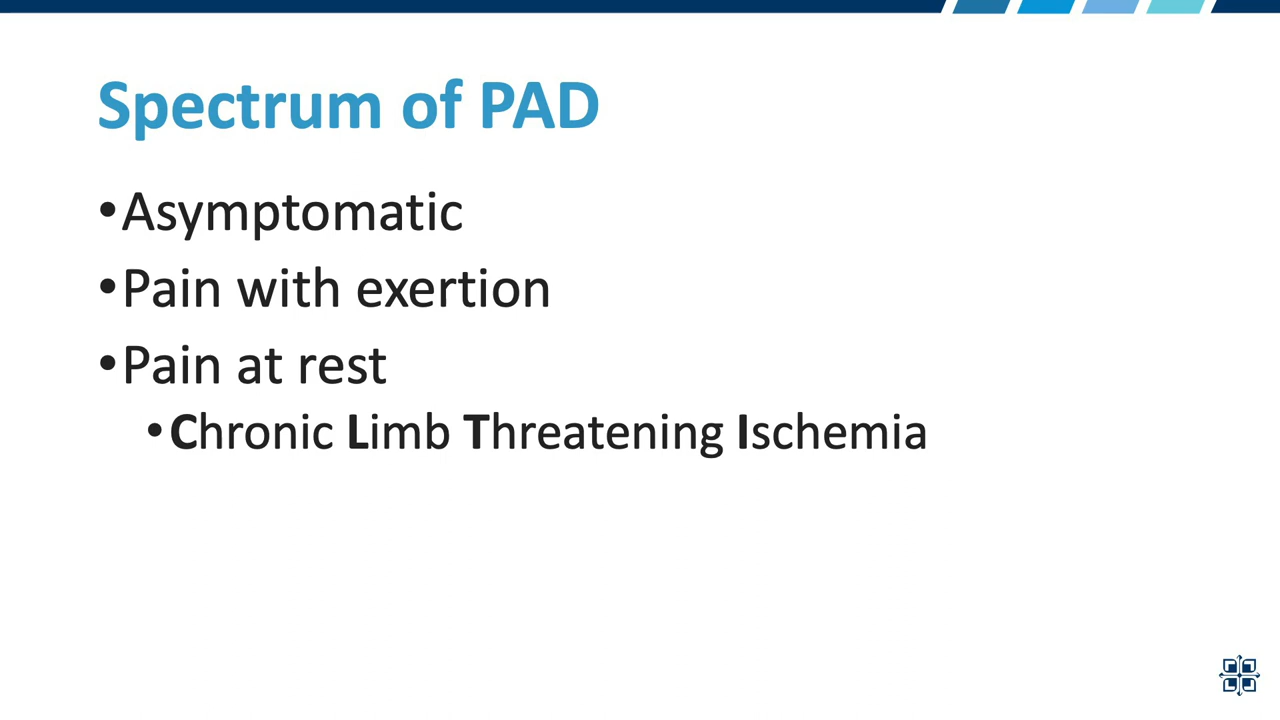 Spectrum of PAD
•Asymptomatic
•Pain with exertion
•Pain at rest
•Chronic Limb Threatening Ischemia